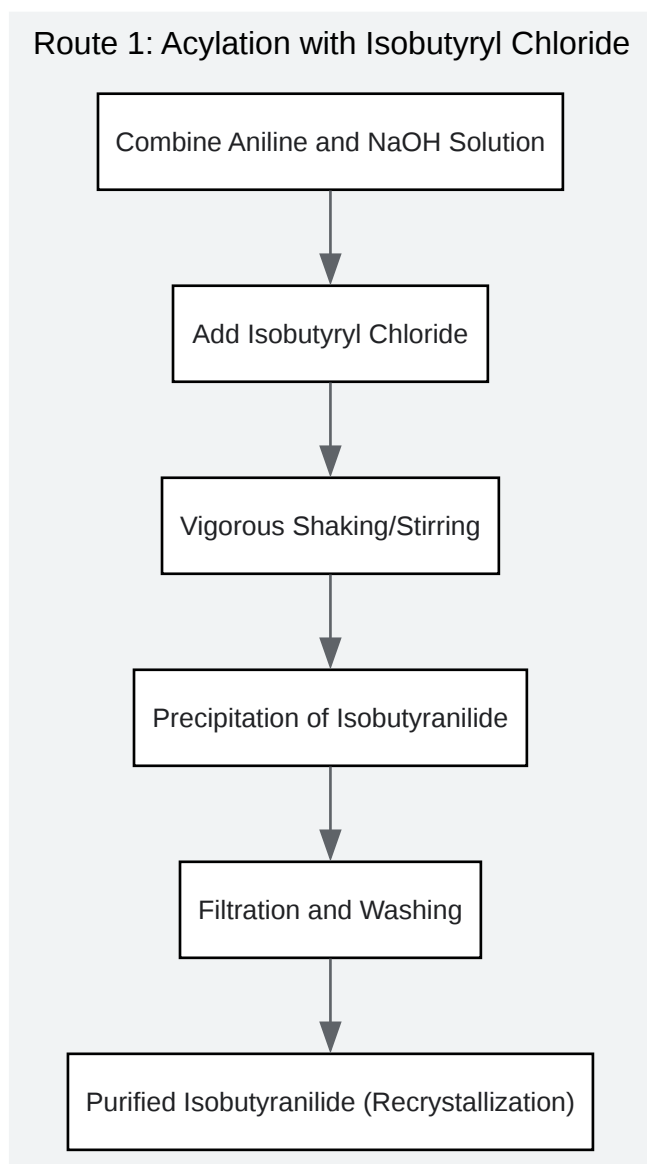 Route 1: Acylation with Isobutyryl Chloride
Combine Aniline and NaOH Solution
Add Isobutyryl Chloride
Vigorous Shaking/Stirring
Precipitation of Isobutyranilide
Filtration and Washing
Purified Isobutyranilide (Recrystallization)